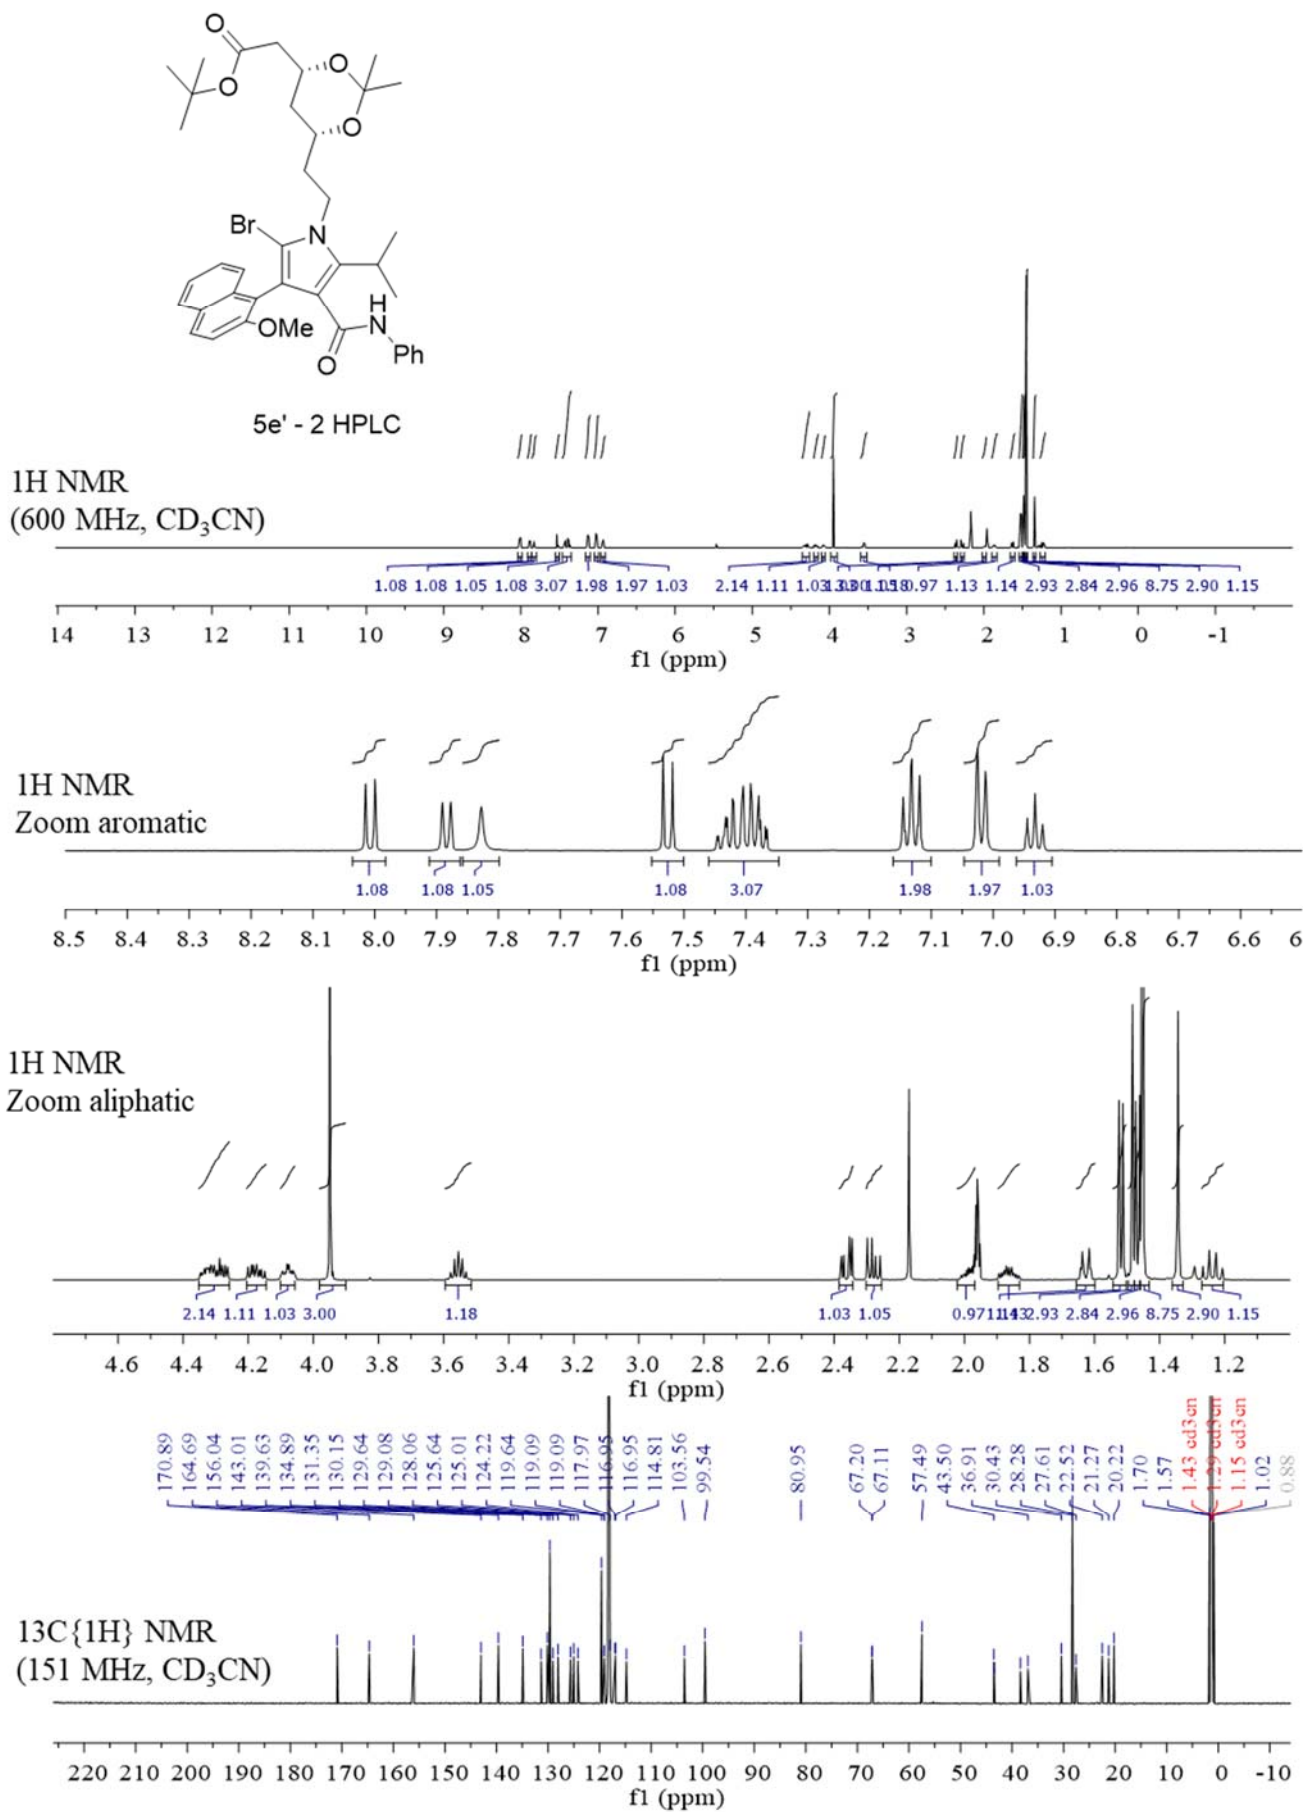 O
O
O
O
Br
N
OMe
H
N
O
Ph
5e' - 2 HPLC
1H NMR
(600 MHz, CD₃CN)
1.08 1.08 1.05 1.08 3.07 1.98 1.97 1.03 2.14 1.11 1.03 0.97 1.13 1.14 2.93 2.84 2.96 8.75 2.90 1.15
14 13 12 11 10 9 8 7 6 5 4 3 2 1 0 -1
f1 (ppm)
1H NMR
Zoom aromatic
1.08 1.08 1.05 1.08 3.07 1.98 1.97 1.03
8.5 8.4 8.3 8.2 8.1 8.0 7.9 7.8 7.7 7.6 7.5 7.4 7.3 7.2 7.1 7.0 6.9 6.8 6.7 6.6 6
f1 (ppm)
1H NMR
Zoom aliphatic
2.14 1.11 1.03 3.00 1.18 1.03 1.05 0.97 2.93 2.84 2.96 8.75 2.90 1.15
4.6 4.4 4.2 4.0 3.8 3.6 3.4 3.2 3.0 2.8 2.6 2.4 2.2 2.0 1.8 1.6 1.4 1.2
f1 (ppm)
170.89 164.69 156.04 143.01 139.63 134.89 131.35 130.15 129.64 129.08 128.06 125.64 125.01 124.22 119.64 119.09 119.09 117.97 116.95 116.95 114.81 103.56 99.54 80.95 67.20 67.11 57.49 43.50 36.91 30.43 28.28 27.61 22.52 21.27 20.22 1.70 1.57 1.43 cd3cn 1.29 cd3cn 1.15 cd3cn 1.02 0.88
13C{1H} NMR
(151 MHz, CD₃CN)
220 210 200 190 180 170 160 150 140 130 120 110 100 90 80 70 60 50 40 30 20 10 0 -10
f1 (ppm)